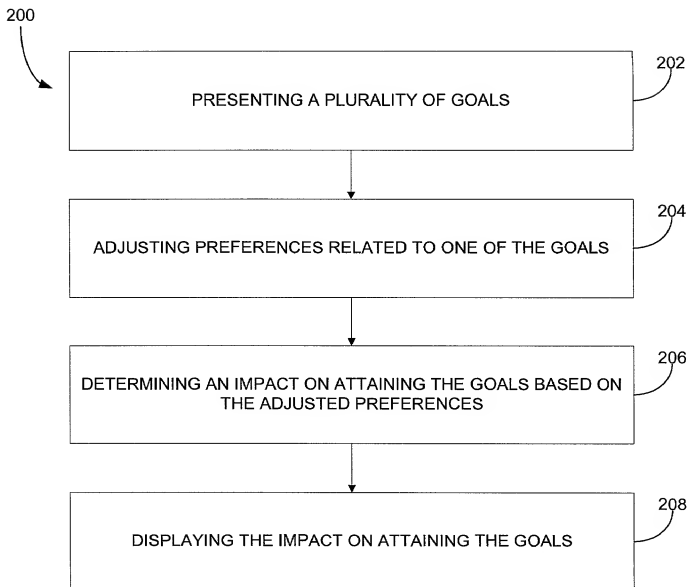 200
202
PRESENTING A PLURALITY OF GOALS
204
ADJUSTING PREFERENCES RELATED TO ONE OF THE GOALS
206
DETERMINING AN IMPACT ON ATTAINING THE GOALS BASED ON
THE ADJUSTED PREFERENCES
208
DISPLAYING THE IMPACT ON ATTAINING THE GOALS